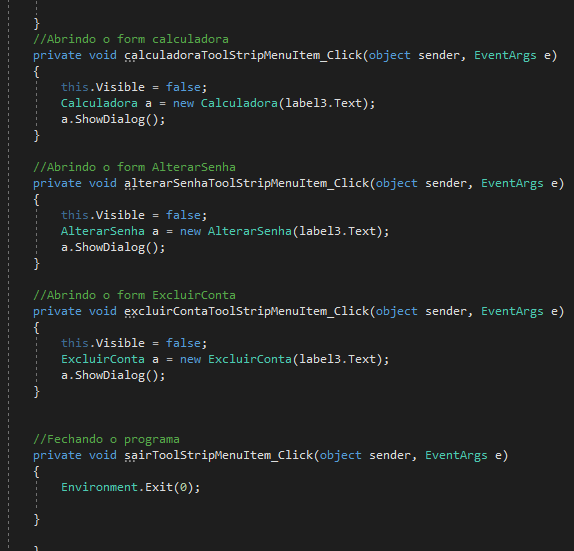 }
//Abrindo o form calculadora
private void calculadoraToolStripMenuItem_Click(object sender, EventArgs e)
{
this.Visible = false;
Calculadora a = new Calculadora(label3.Text);
a.ShowDialog();
}
//Abrindo o form AlterarSenha
private void alterarSenhaToolStripMenuItem_Click(object sender, EventArgs e)
{
this.Visible = false;
AlterarSenha a = new AlterarSenha(label3.Text);
a.ShowDialog();
}
//Abrindo o form ExcluirConta
private void excluirContaToolStripMenuItem_Click(object sender, EventArgs e)
{
this.Visible = false;
ExcluirConta a = new ExcluirConta(label3.Text);
a.ShowDialog();
}
//Fechando o programa
private void sairToolStripMenuItem_Click(object sender, EventArgs e)
{
Environment.Exit(0);
}
}